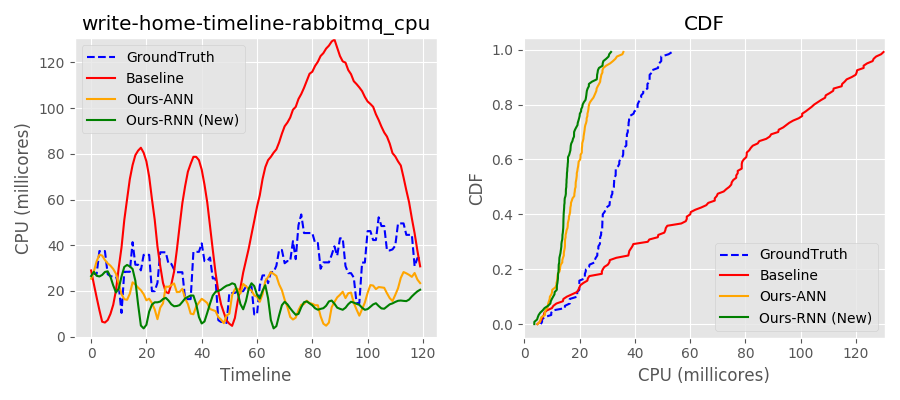 write-home-timeline-rabbitmq_cpu
GroundTruth
Baseline
Ours-ANN
Ours-RNN (New)
CPU (millicores)
120
100
80
60
40
20
0
0
20
40
60
80
100
120
Timeline
CDF
CDF
1.0
0.8
0.6
0.4
0.2
0.0
GroundTruth
Baseline
Ours-ANN
Ours-RNN (New)
0
20
40
60
80
100
120
CPU (millicores)